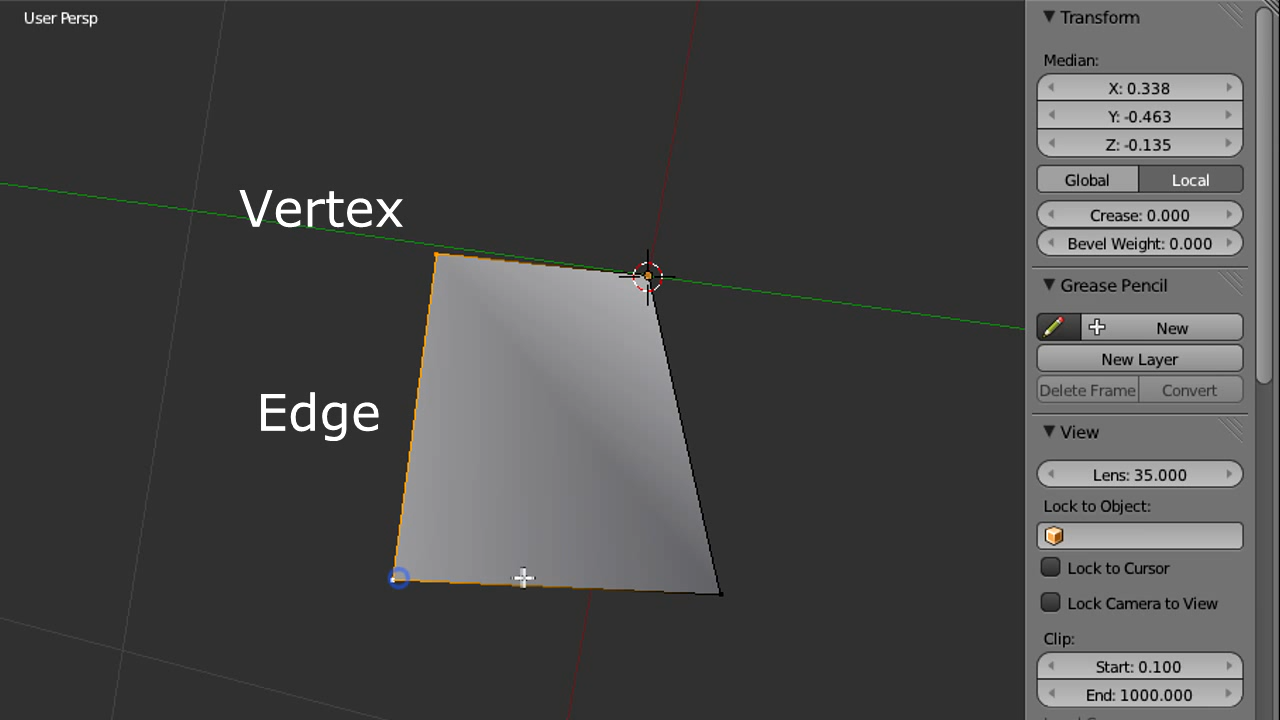 User Persp
Vertex
Edge
Transform
Median:
X: 0.338
Y: -0.463
Z: -0.135
Global Local
Crease: 0.000
Bevel Weight: 0.000
Grease Pencil
New
New Layer
Delete Frame Convert
View
Lens: 35.000
Lock to Object:
Lock to Cursor
Lock Camera to View
Clip:
Start: 0.100
End: 1000.000